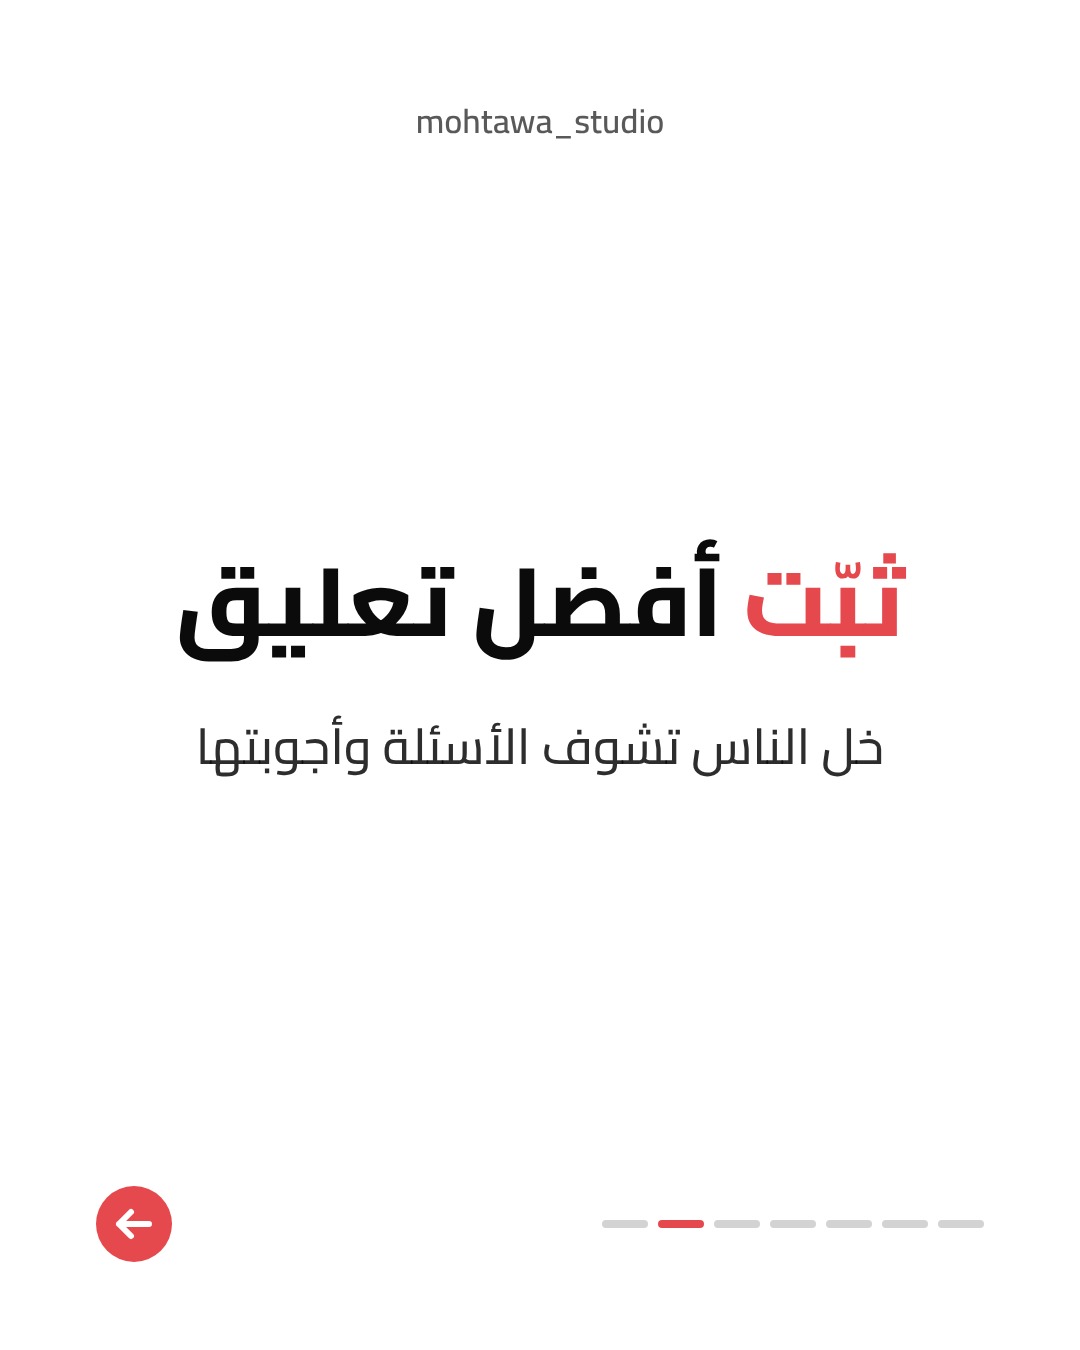 mohtawa_studio
ثبّت أفضل تعليق
خل الناس تشوف الأسئلة وأجوبتها